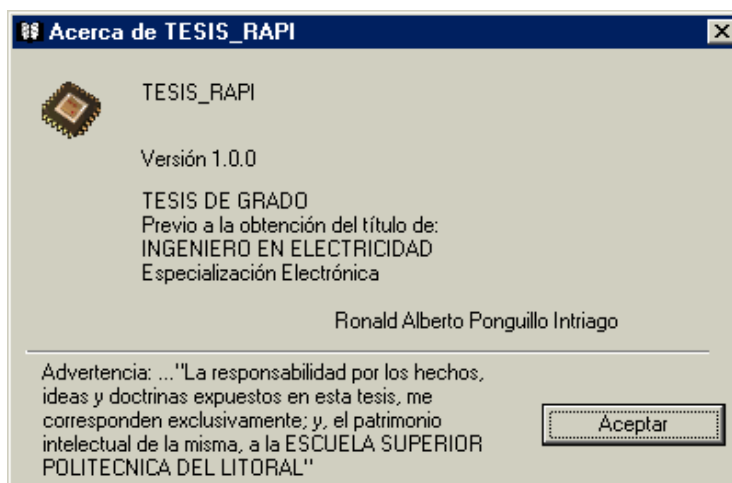 Acerca de TESIS_RAPI
TESIS_RAPI
Versión 1.0.0
TESIS DE GRADO
Previo a la obtención del título de:
INGENIERO EN ELECTRICIDAD
Especialización Electrónica
Ronald Alberto Ponguillo Intriago
Advertencia: ..."La responsabilidad por los hechos,
ideas y doctrinas expuestos en esta tesis, me
corresponden exclusivamente; y, el patrimonio
intelectual de la misma, a la ESCUELA SUPERIOR
POLITECNICA DEL LITORAL"
Aceptar